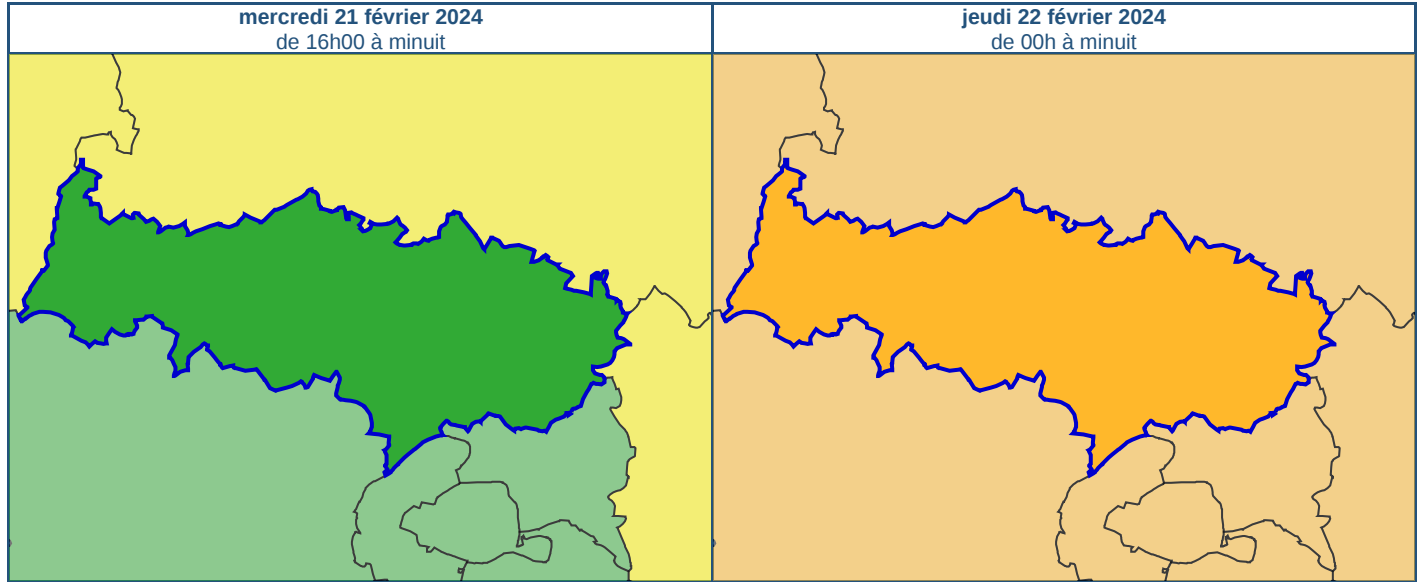 mercredi 21 février 2024
de 16h00 à minuit
jeudi 22 février 2024
de 00h à minuit